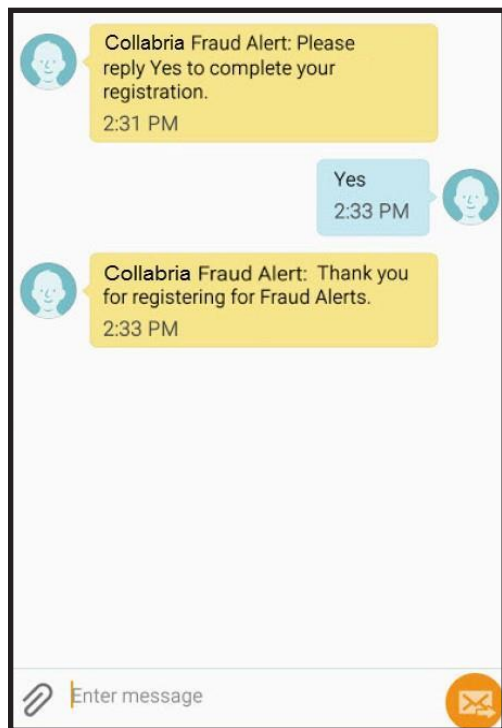 Collabria Fraud Alert: Please
reply Yes to complete your
registration.
2:31 PM
Yes
2:33 PM
Collabria Fraud Alert: Thank you
for registering for Fraud Alerts.
2:33 PM
Enter message